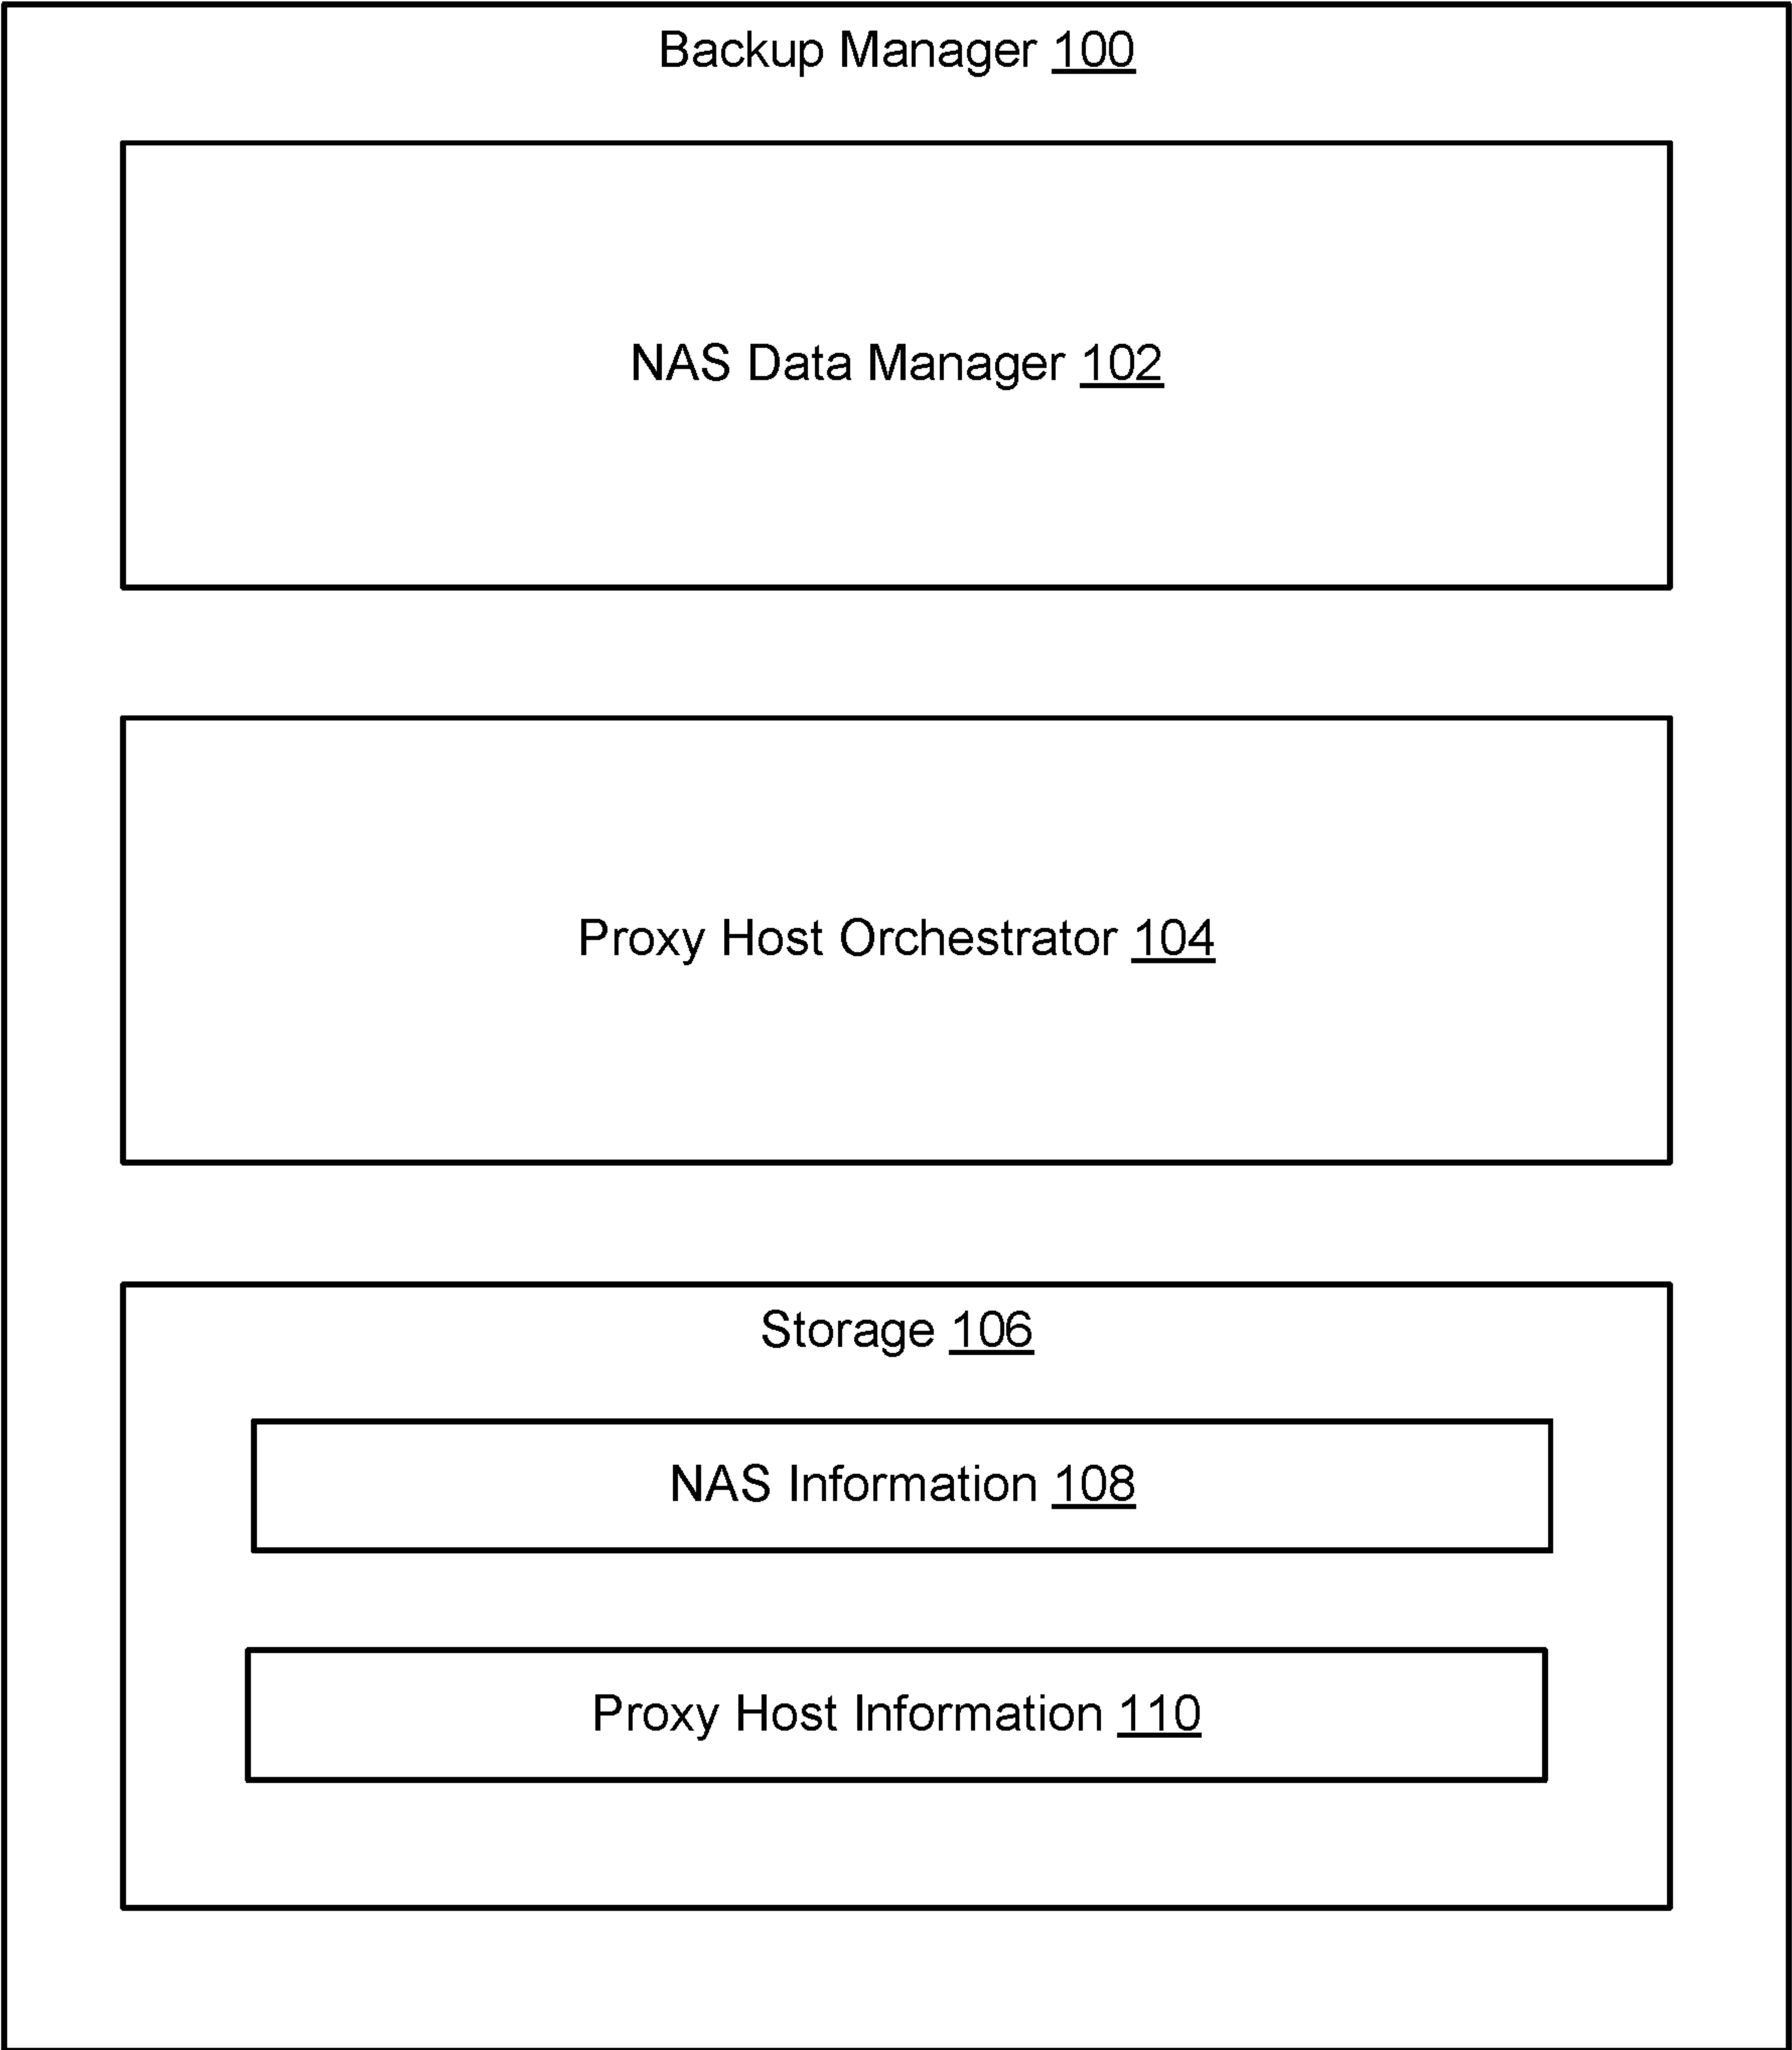 Backup Manager 100
NAS Data Manager 102
Proxy Host Orchestrator 104
Storage 106
NAS Information 108
Proxy Host Information 110